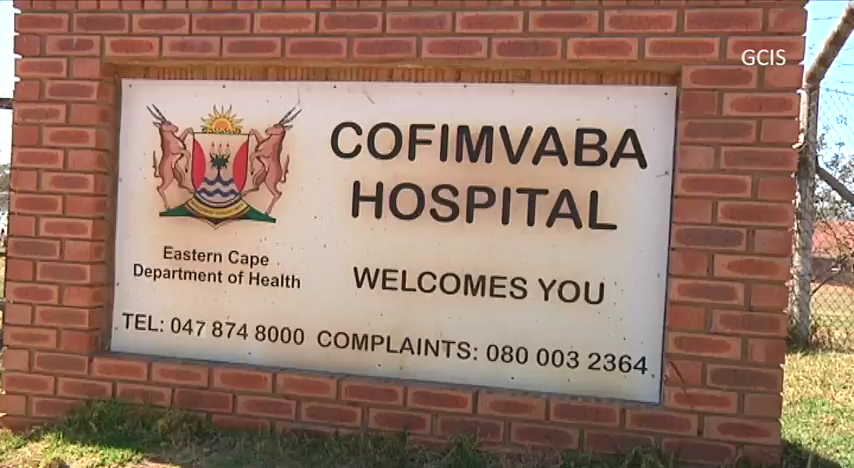 GCIS
COFIMVABA
HOSPITAL
Eastern Cape
Department of Health
WELCOMES YOU
TEL: 047 874 8000 COMPLAINTS: 080 003 2364